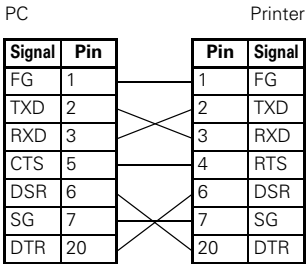 PC Printer
Signal Pin Pin Signal
FG 1 1 FG
TXD 2 2 TXD
RXD 3 3 RXD
CTS 5 4 RTS
DSR 6 6 DSR
SG 7 7 SG
DTR 20 20 DTR